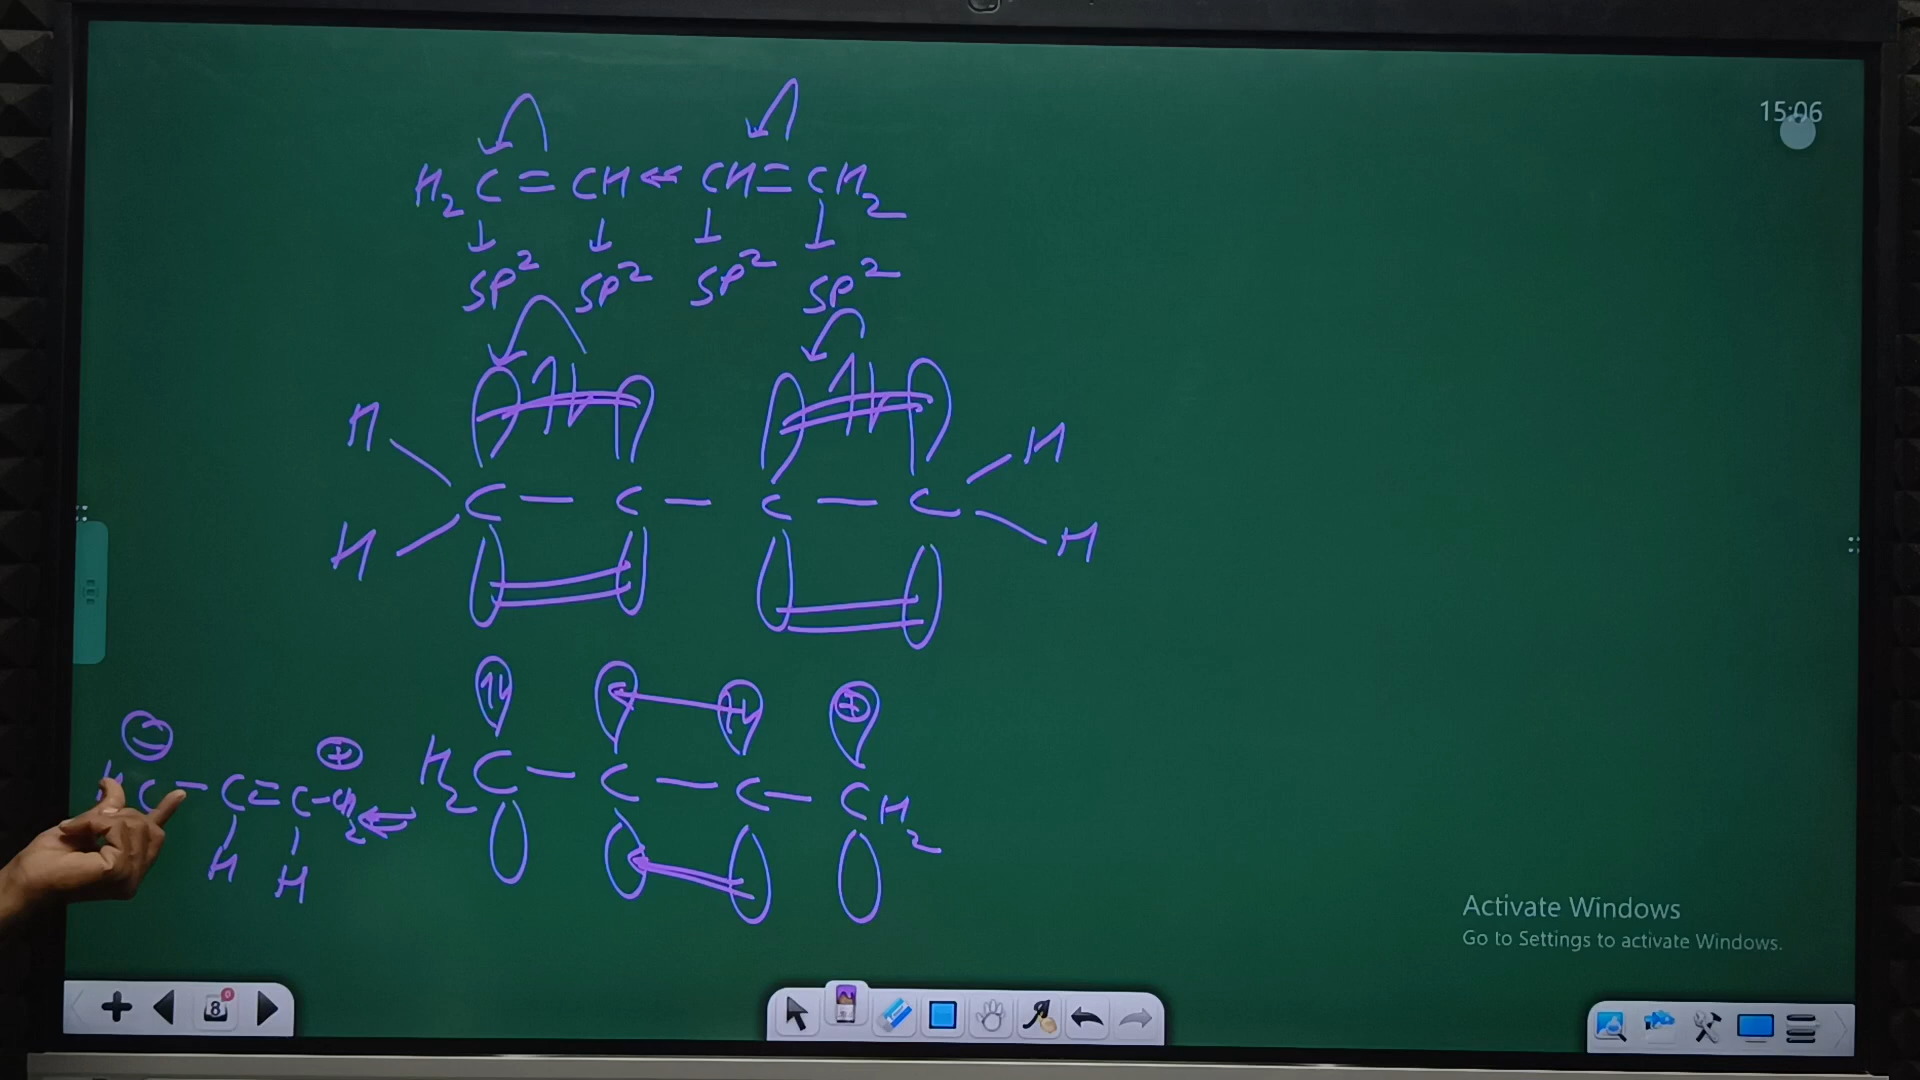 15:06
H₂C=CH-CH=CH₂
↓ ↓ ↓ ↓
SP² SP² SP² SP²
H H
C — C — C — C
H H
⊖ ⊕ ⊕
C — C = C — CH₂ ↔ H₂C — C — C — CH₂
H H
Activate Windows
Go to Settings to activate Windows.
8